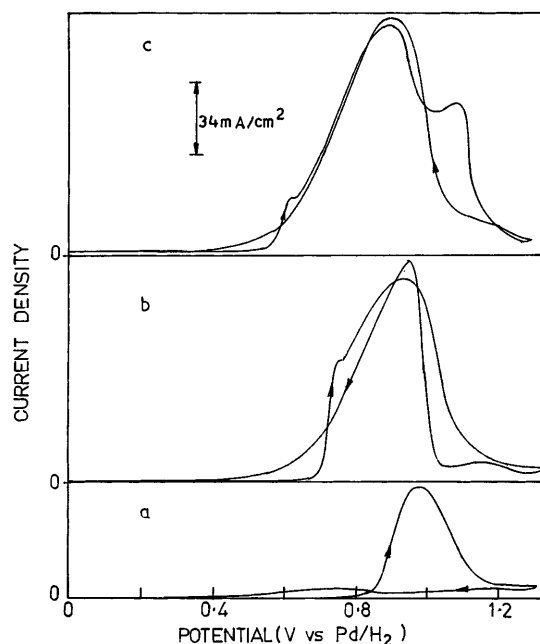 c
34mA/cm²
0
CURRENT DENSITY
b
0
a
0
0 0·4 0·8 1·2
POTENTIAL(V vs Pd/H₂)